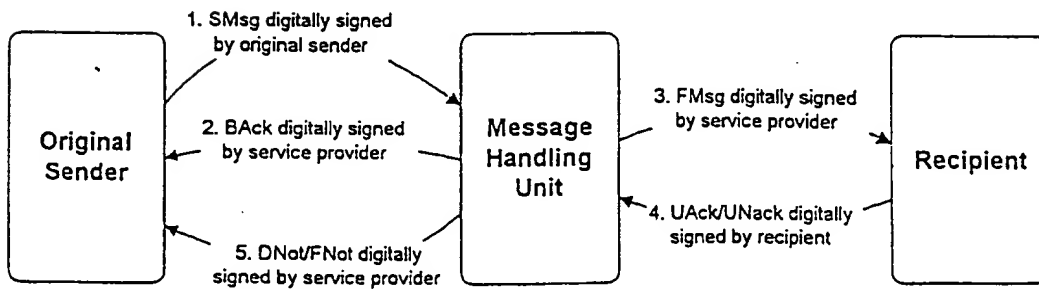 1. SMsg digitally signed
by original sender
2. BAck digitally signed
by service provider
3. FMsg digitally signed
by service provider
Original
Sender
Message
Handling
Unit
Recipient
4. UAck/UNack digitally
signed by recipient
5. DNot/FNot digitally
signed by service provider